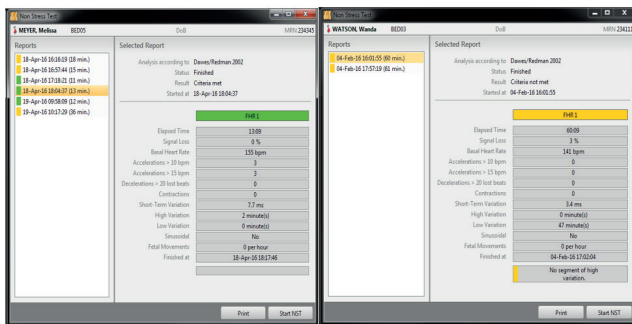 Non Stress Test
MEYER, Melissa BED05 DoB MRN 234345
Reports
18-Apr-16 16:16:19 (18 min.)
18-Apr-16 16:57:44 (15 min.)
18-Apr-16 17:18:21 (11 min.)
18-Apr-16 18:04:37 (13 min.)
19-Apr-16 09:58:09 (12 min.)
19-Apr-16 10:17:29 (36 min.)
Selected Report
Analysis according to Dawes/Redman 2002
Status Finished
Result Criteria met
Started at 18-Apr-16 18:04:37
FHR 1
Elapsed Time 13:09
Signal Loss 0 %
Basal Heart Rate 155 bpm
Accelerations > 10 bpm 3
Accelerations > 15 bpm 3
Decelerations > 20 lost beats 0
Contractions 0
Short-Term Variation 7.7 ms
High Variation 2 minute(s)
Low Variation 0 minute(s)
Sinusoidal No
Fetal Movements 0 per hour
Finished at 18-Apr-16 18:17:46
Print Start NST
Non Stress Test
WATSON, Wanda BED03 DoB MRN 234111
Reports
04-Feb-16 16:01:55 (60 min.)
04-Feb-16 17:57:19 (61 min.)
Selected Report
Analysis according to Dawes/Redman 2002
Status Finished
Result Criteria not met
Started at 04-Feb-16 16:01:55
FHR 1
Elapsed Time 60:09
Signal Loss 3 %
Basal Heart Rate 141 bpm
Accelerations > 10 bpm 0
Accelerations > 15 bpm 0
Decelerations > 20 lost beats 0
Contractions 0
Short-Term Variation 3.4 ms
High Variation 0 minute(s)
Low Variation 47 minute(s)
Sinusoidal No
Fetal Movements 0 per hour
Finished at 04-Feb-16 17:02:04
No segment of high
variation.
Print Start NST